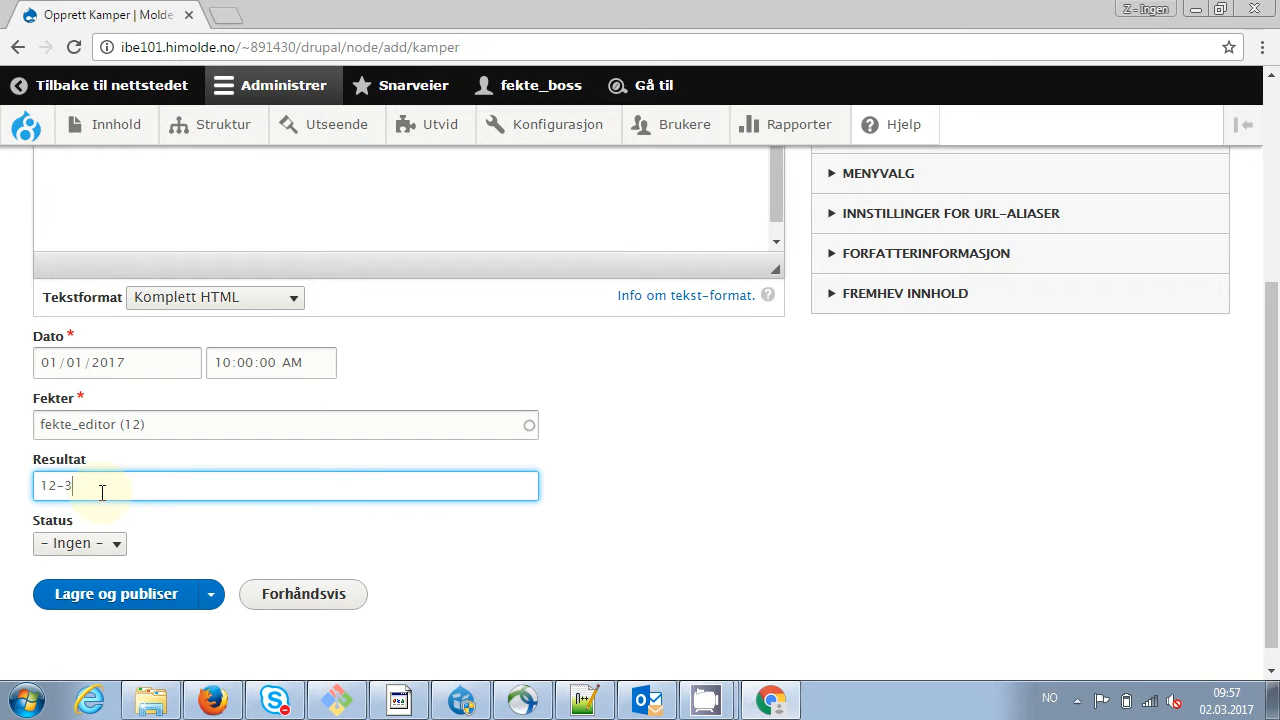 Opprett Kamper | Molde
Z - Ingen
ibe101.himolde.no/~891430/drupal/node/add/kamper
Tilbake til nettstedet Administrer Snarveier fekte_boss Gå til
Innhold Struktur Utseende Utvid Konfigurasjon Brukere Rapporter Hjelp
MENYVALG
INNSTILLINGER FOR URL-ALIASER
FORFATTERINFORMASJON
FREMHEV INNHOLD
Tekstformat Komplett HTML Info om tekst-format. ?
Dato *
01/01/2017 10:00:00 AM
Fekter *
fekte_editor (12)
Resultat
12-3
Status
- Ingen -
Lagre og publiser Forhåndsvis
NO 09:57
02.03.2017